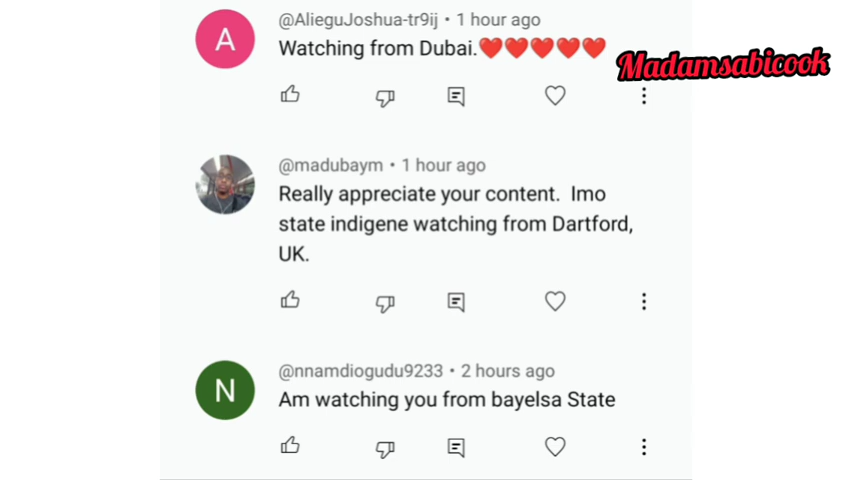 @AlieguJoshua-tr9ij • 1 hour ago
Watching from Dubai.❤️❤️❤️❤️❤️
Madamsabicook
@madubaym • 1 hour ago
Really appreciate your content. Imo
state indigene watching from Dartford,
UK.
@nnamdiogudu9233 • 2 hours ago
Am watching you from bayelsa State
A
N